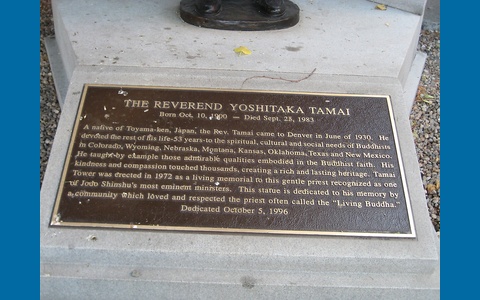 THE REVEREND YOSHITAKA TAMAI
Born Oct. 10, 1900 — Died Sept. 25, 1983
A native of Toyama-ken, Japan, the Rev. Tamai came to Denver in June of 1930. He
devoted the rest of his life-53 years-to the spiritual, cultural and social needs of Buddhists
in Colorado, Wyoming, Nebraska, Montana, Kansas, Oklahoma, Texas and New Mexico.
He taught by example those admirable qualities embodied in the Buddhist faith. His
kindness and compassion touched thousands, creating a rich and lasting heritage. Tamai
Tower was erected in 1972 as a living memorial to this gentle priest recognized as one
of Jodo Shinshu's most eminent ministers. This statue is dedicated to his memory by
a community which loved and respected the priest often called the "Living Buddha."
Dedicated October 5, 1996